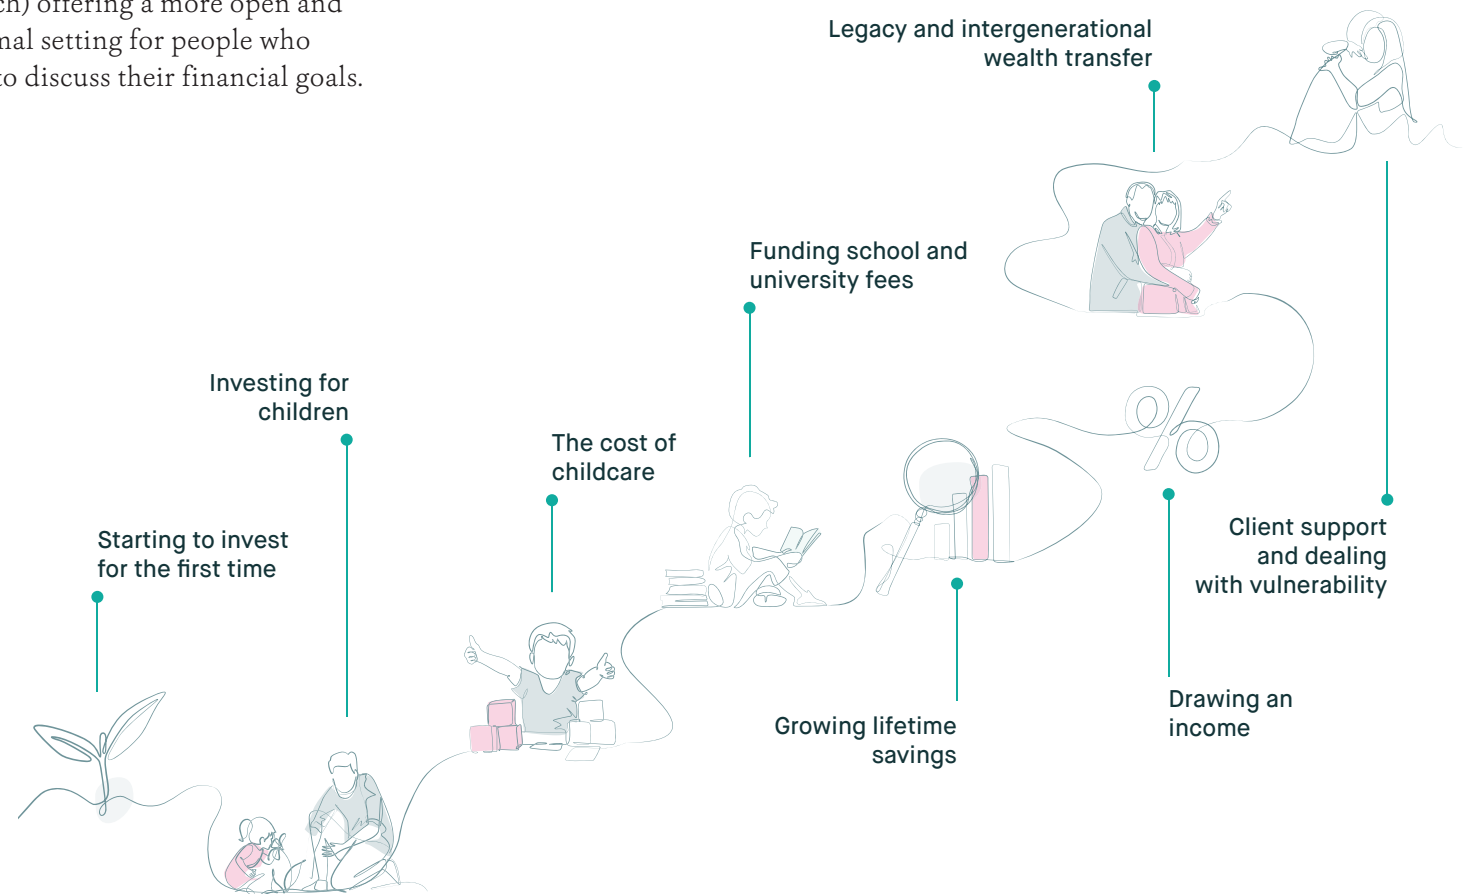 offering a more open and
setting for people who
to discuss their financial goals.
Legacy and intergenerational
wealth transfer
Funding school and
university fees
Investing for
children
The cost of
childcare
Starting to invest
for the first time
Client support
and dealing
with vulnerability
Growing lifetime
savings
Drawing an
income
%